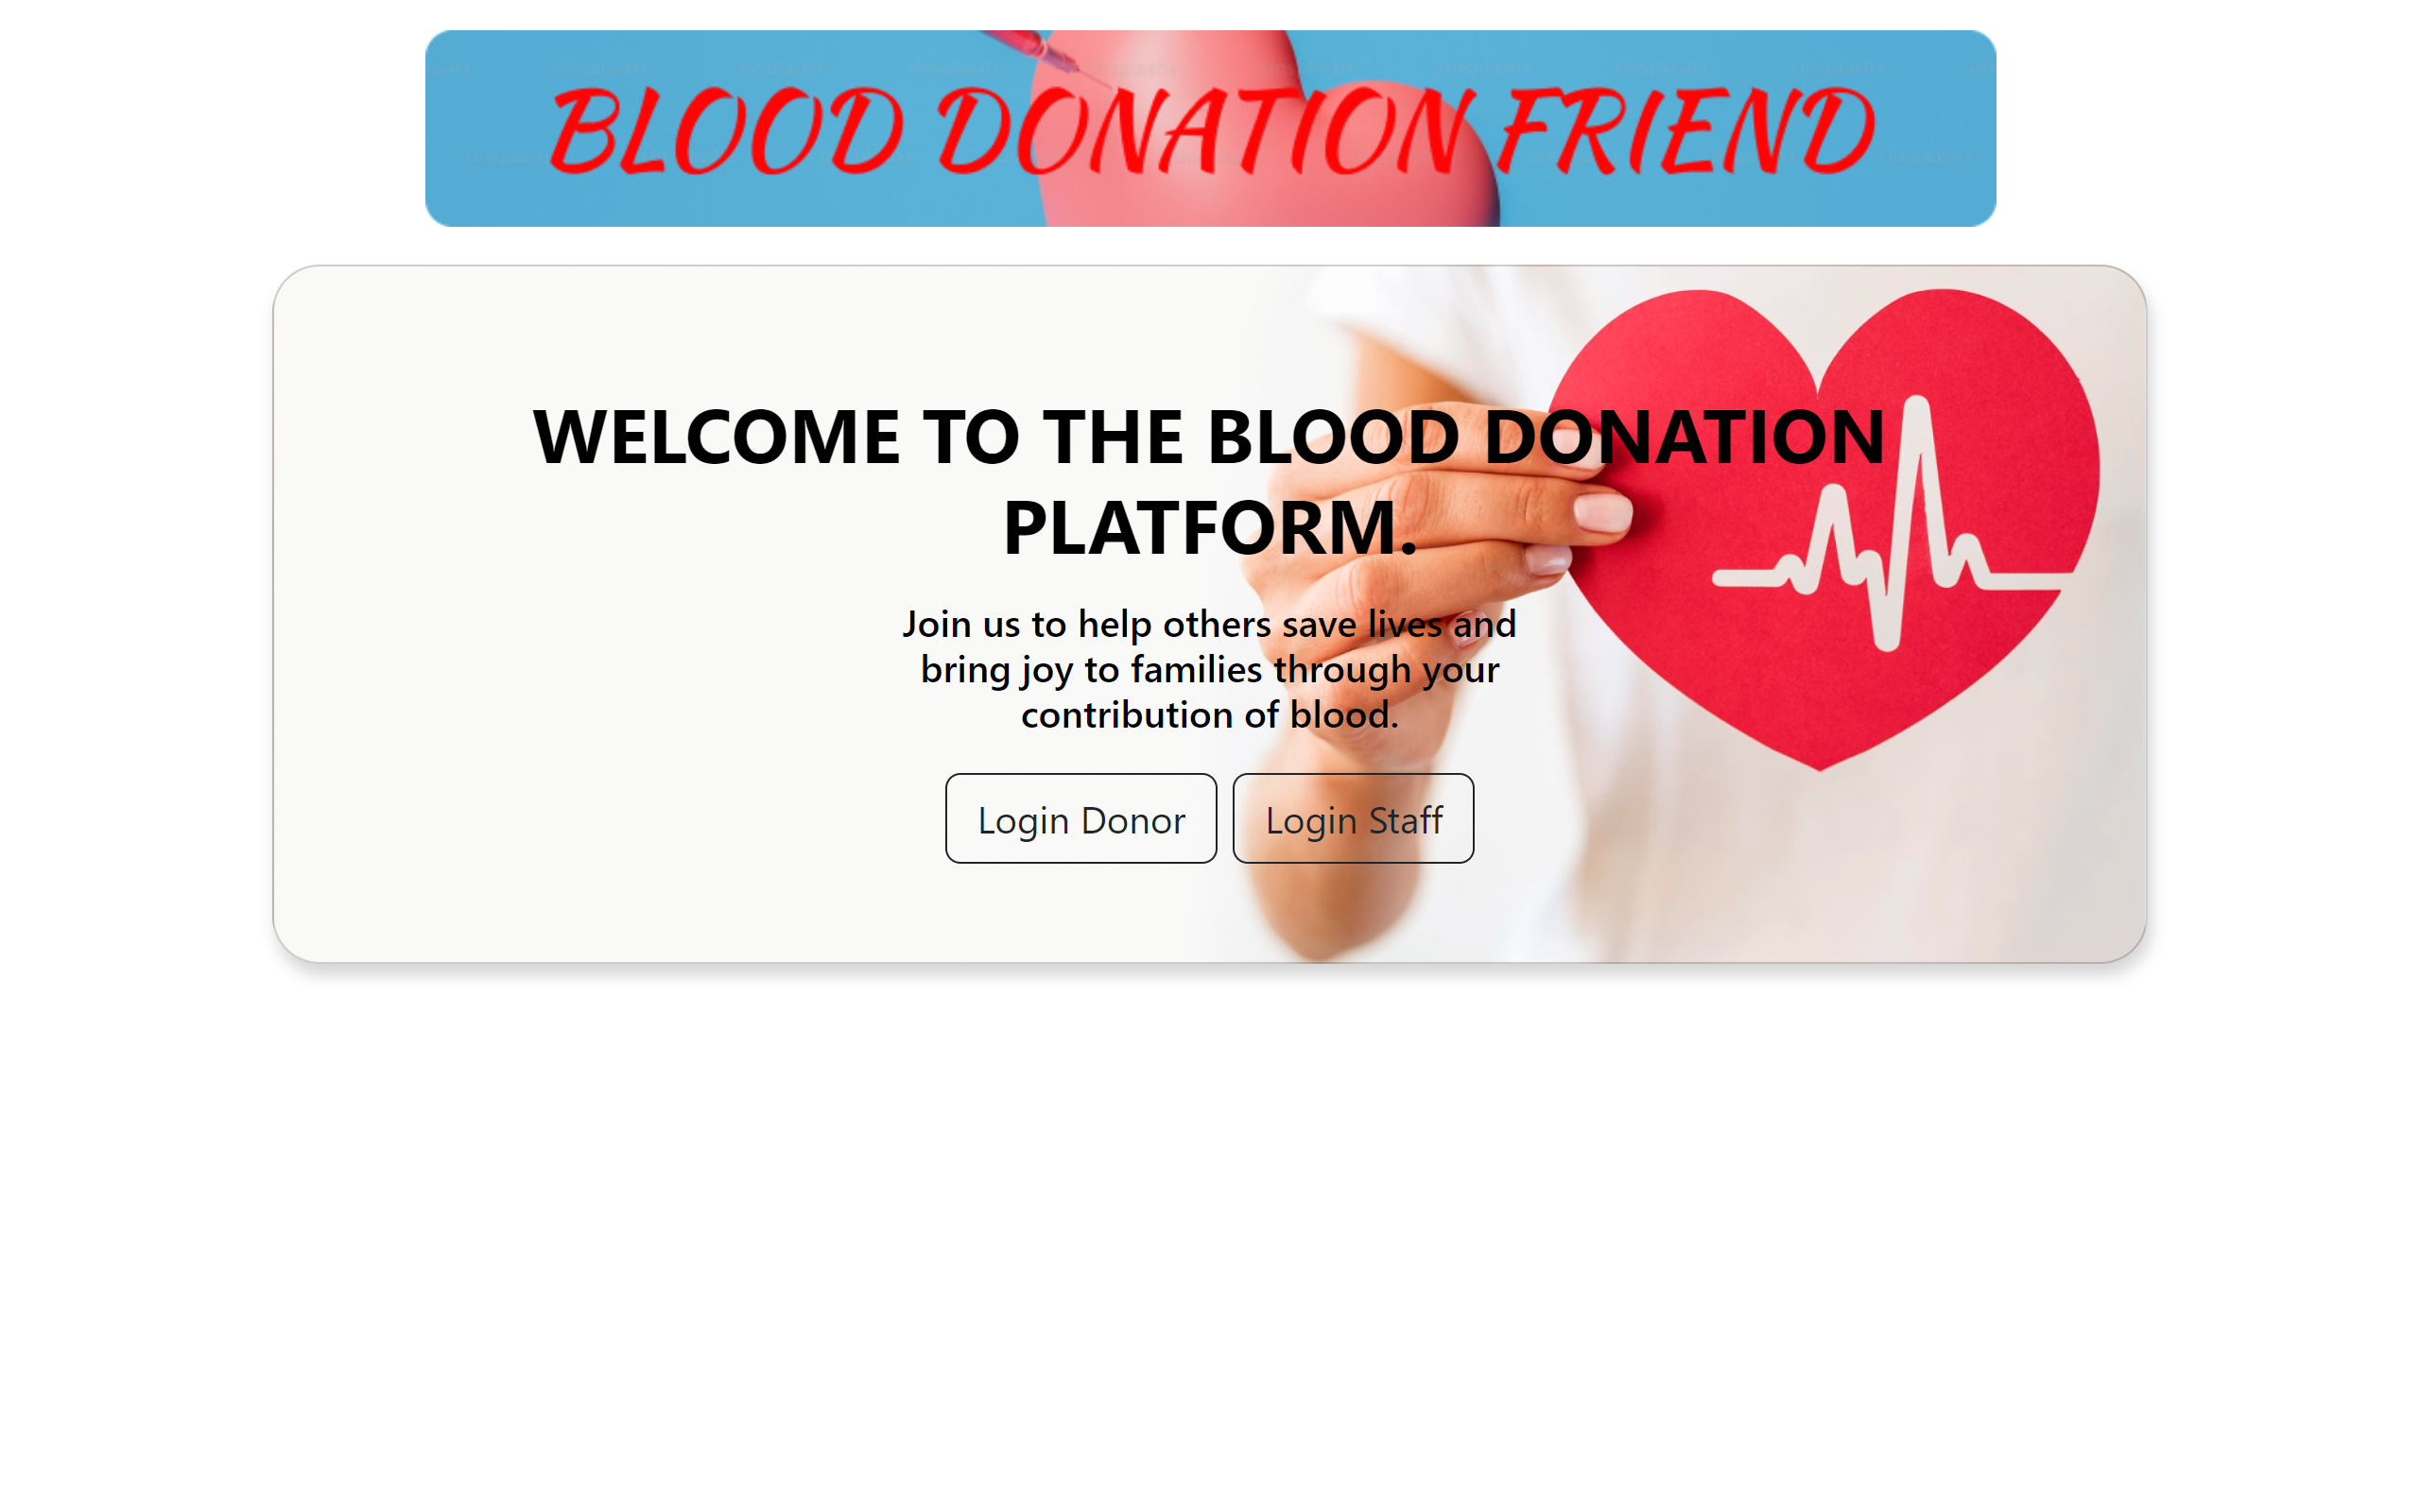 BLOOD DONATION FRIEND
WELCOME TO THE BLOOD DONATION
PLATFORM.
Join us to help others save lives and
bring joy to families through your
contribution of blood.
Login Donor
Login Staff